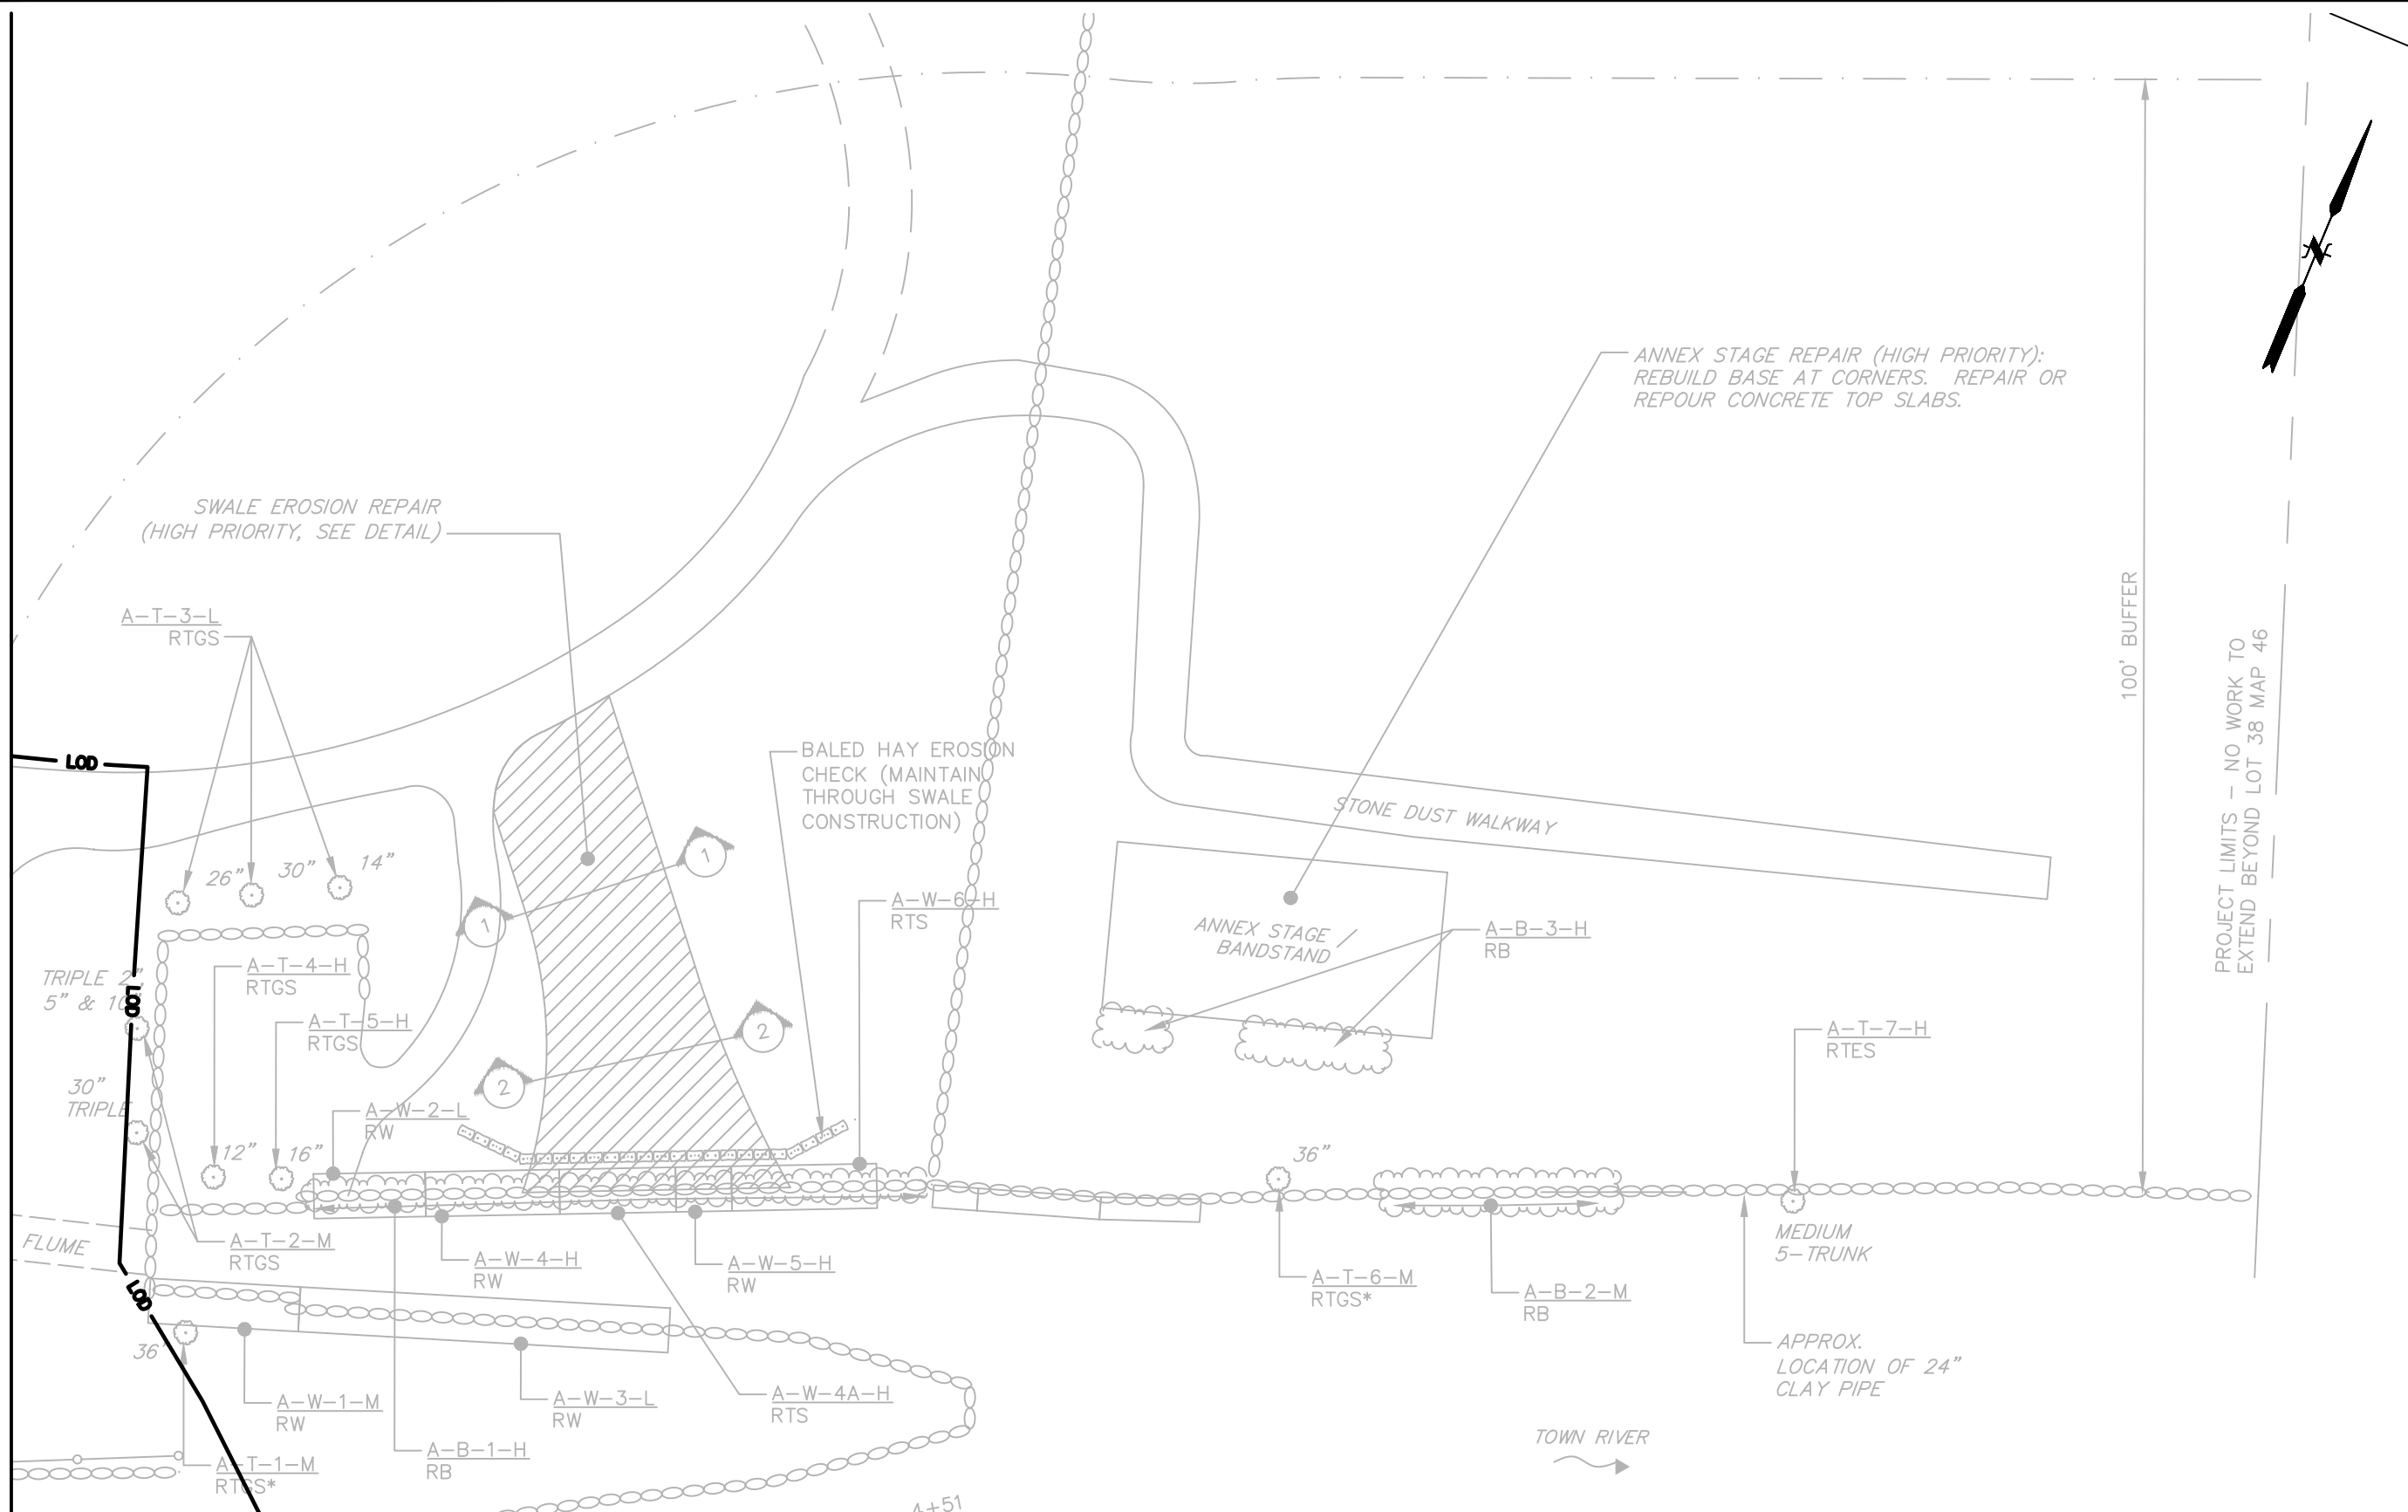 ANNEX STAGE REPAIR (HIGH PRIORITY):
REBUILD BASE AT CORNERS. REPAIR OR
REPOUR CONCRETE TOP SLABS.
N
SWALE EROSION REPAIR
(HIGH PRIORITY, SEE DETAIL)
A-T-3-L
RTGS
100' BUFFER
PROJECT LIMITS - NO WORK TO
EXTEND BEYOND LOT 38 MAP 46
LOD
BALED HAY EROSION
CHECK (MAINTAIN
THROUGH SWALE
CONSTRUCTION)
STONE DUST WALKWAY
26"
30"
14"
1
1
A-W-6-H
RTS
ANNEX STAGE /
BANDSTAND
A-B-3-H
RB
A-T-4-H
RTGS
TRIPLE 2",
5" & 10"
LOD
A-T-5-H
RTGS
2
2
A-T-7-H
RTES
30"
TRIPLE
A-W-2-L
RW
12"
16"
36"
FLUME
A-T-2-M
RTGS
A-W-4-H
RW
A-W-5-H
RW
MEDIUM
5-TRUNK
A-T-6-M
RTGS*
A-B-2-M
RB
LOD
36"
APPROX.
LOCATION OF 24"
CLAY PIPE
A-W-1-M
RW
A-W-3-L
RW
A-W-4A-H
RTS
A-B-1-H
RB
TOWN RIVER
A-T-1-M
RTGS*
4+51